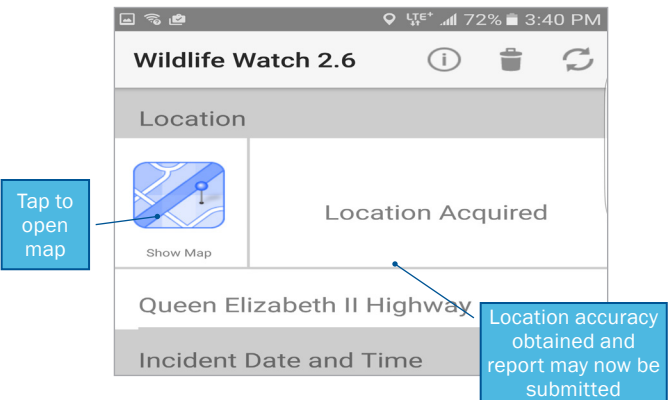 LTE+ 72% 3:40 PM
Wildlife Watch 2.6
Location
Tap to
open
map
Show Map
Location Acquired
Queen Elizabeth II Highway
Location accuracy
obtained and
report may now be
submitted
Incident Date and Time